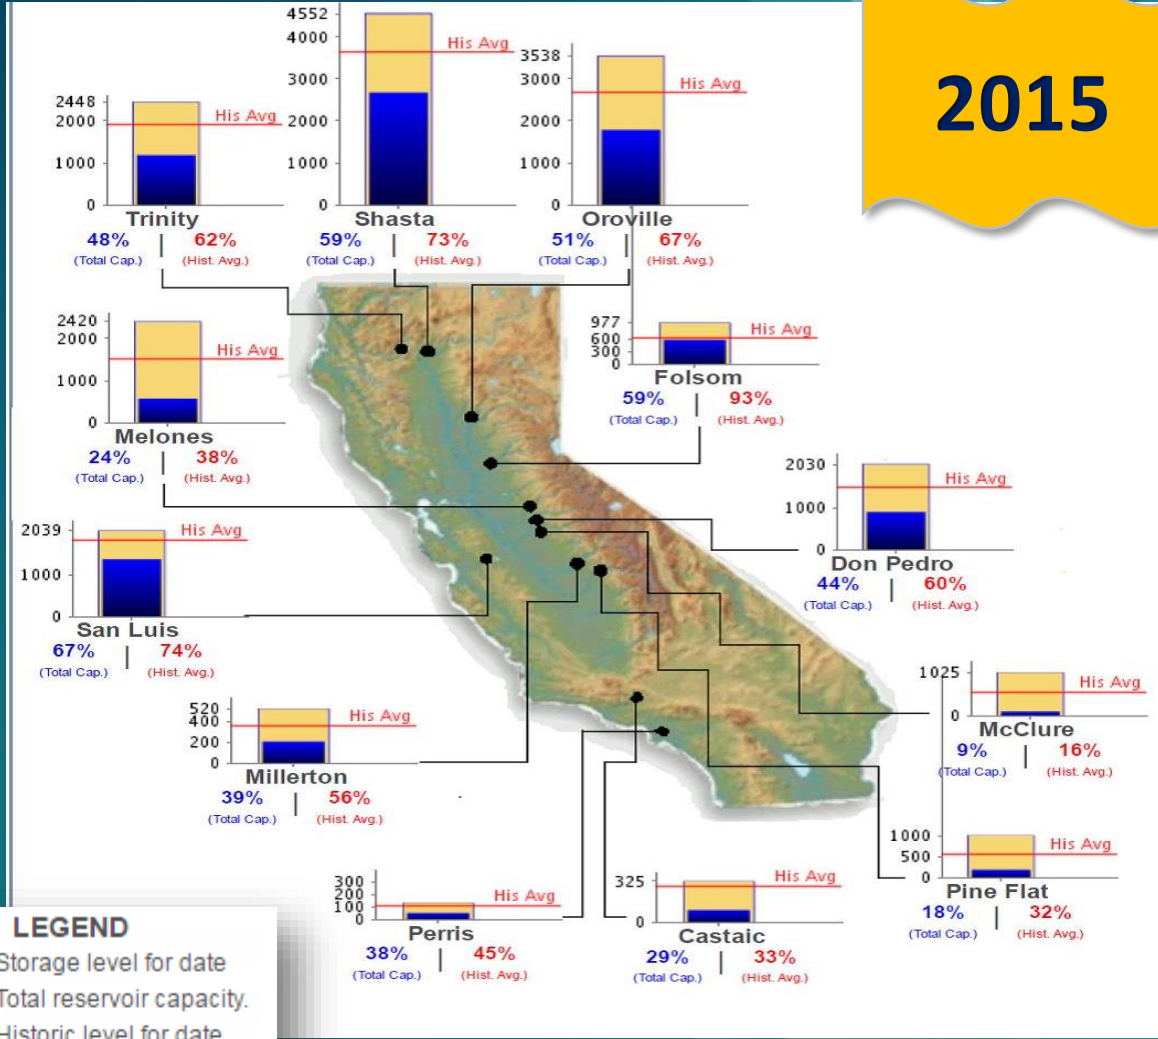 2015
4552
4000
3000
2000
1000
0
His Avg
Shasta
59% | 73%
(Total Cap.) (Hist. Avg.)
3538
3000
2000
1000
0
His Avg
Oroville
51% | 67%
(Total Cap.) (Hist. Avg.)
2448
2000
1000
0
His Avg
Trinity
48% | 62%
(Total Cap.) (Hist. Avg.)
2420
2000
1000
0
His Avg
Melones
24% | 38%
(Total Cap.) (Hist. Avg.)
977
600
300
0
His Avg
Folsom
59% | 93%
(Total Cap.) (Hist. Avg.)
2030
1000
0
His Avg
Don Pedro
44% | 60%
(Total Cap.) (Hist. Avg.)
2039
1000
0
His Avg
San Luis
67% | 74%
(Total Cap.) (Hist. Avg.)
1025
0
His Avg
McClure
9% | 16%
(Total Cap.) (Hist. Avg.)
520
400
200
0
His Avg
Millerton
39% | 56%
(Total Cap.) (Hist. Avg.)
1000
500
0
His Avg
Pine Flat
18% | 32%
(Total Cap.) (Hist. Avg.)
300
200
100
0
His Avg
Perris
38% | 45%
(Total Cap.) (Hist. Avg.)
325
0
His Avg
Castaic
29% | 33%
(Total Cap.) (Hist. Avg.)
LEGEND
Storage level for date
Total reservoir capacity.
Historic level for date